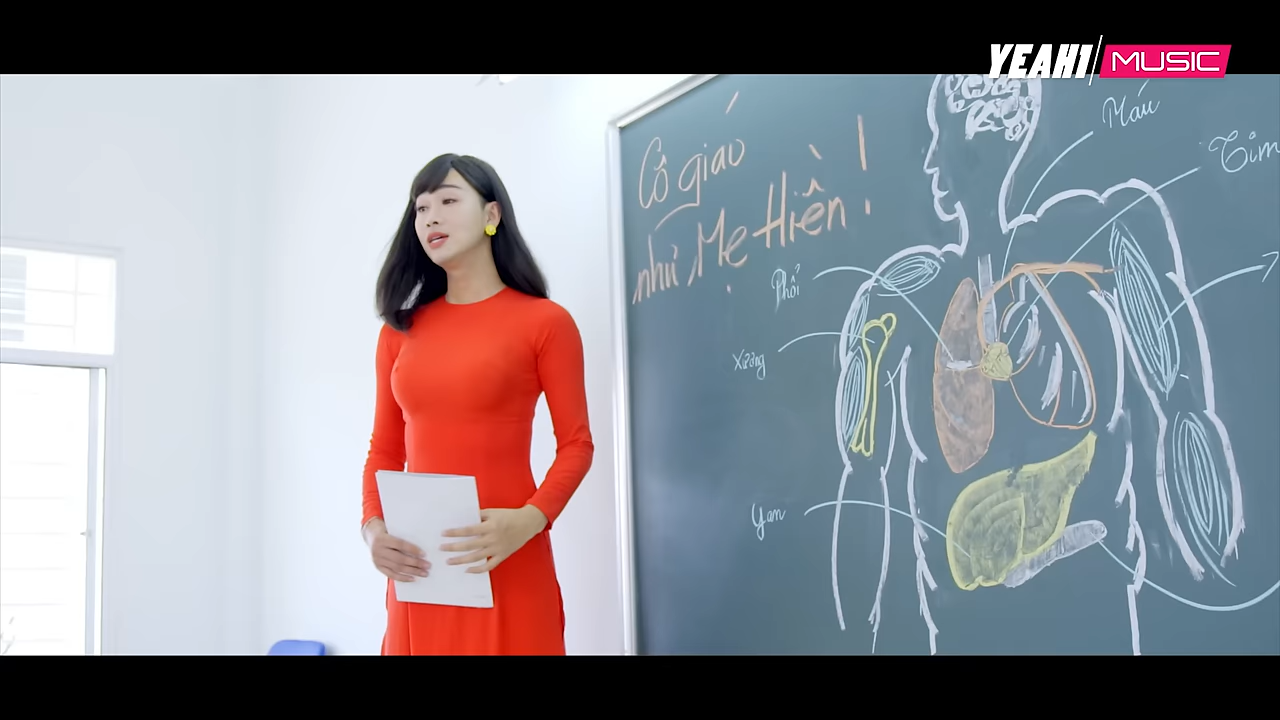 YEAH1 MUSIC
Cô giáo
như Mẹ Hiền !
Máu
Tim
Phổi
Xương
Gan